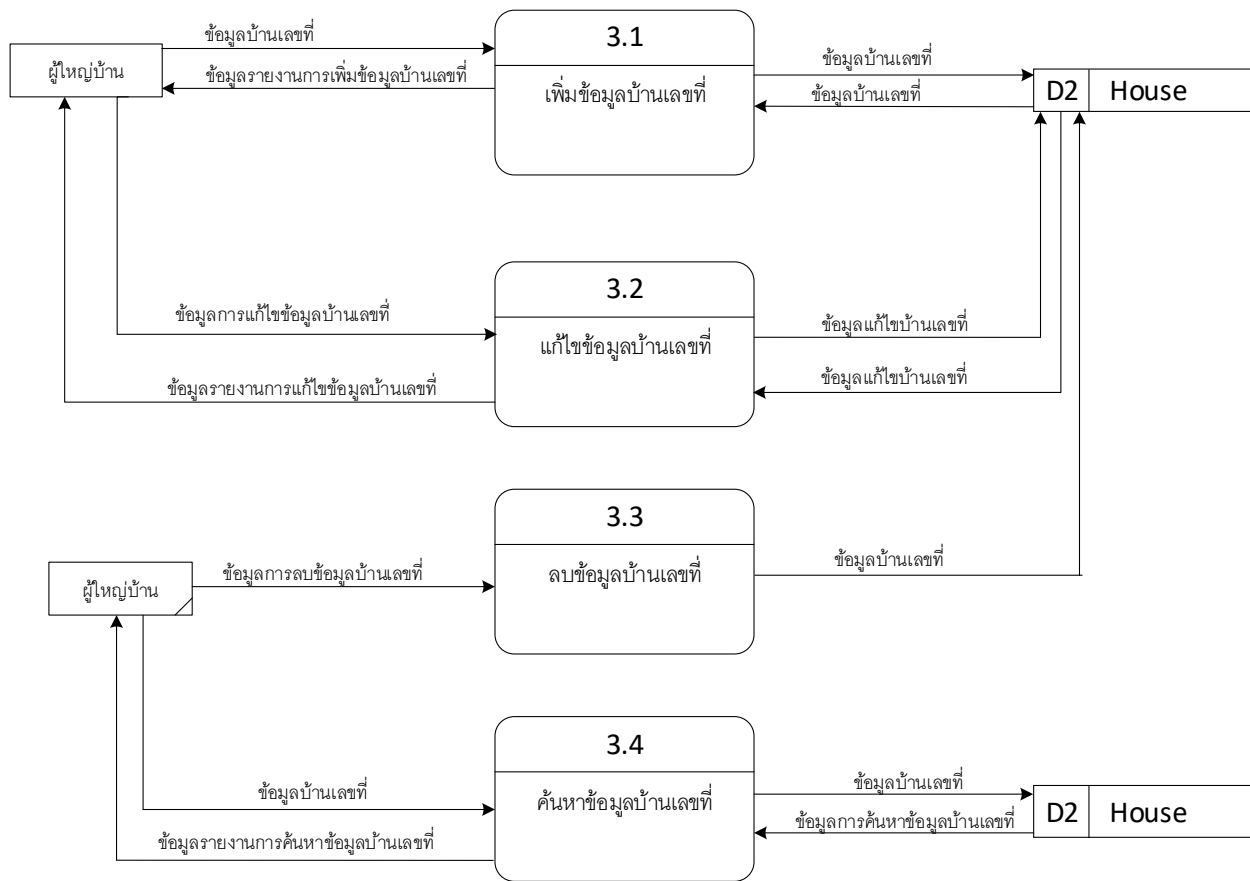 ข้อมูลบ้านเลขที่
3.1
ผู้ใหญ่บ้าน
ข้อมูลรายงานการเพิ่มข้อมูลบ้านเลขที่
เพิ่มข้อมูลบ้านเลขที่
ข้อมูลบ้านเลขที่
ข้อมูลบ้านเลขที่
D2 House
3.2
ข้อมูลการแก้ไขข้อมูลบ้านเลขที่
แก้ไขข้อมูลบ้านเลขที่
ข้อมูลแก้ไขบ้านเลขที่
ข้อมูลรายงานการแก้ไขข้อมูลบ้านเลขที่
ข้อมูลแก้ไขบ้านเลขที่
3.3
ผู้ใหญ่บ้าน
ข้อมูลการลบข้อมูลบ้านเลขที่
ลบข้อมูลบ้านเลขที่
ข้อมูลบ้านเลขที่
3.4
ข้อมูลบ้านเลขที่
ค้นหาข้อมูลบ้านเลขที่
ข้อมูลบ้านเลขที่
ข้อมูลรายงานการค้นหาข้อมูลบ้านเลขที่
ข้อมูลการค้นหาข้อมูลบ้านเลขที่
D2 House